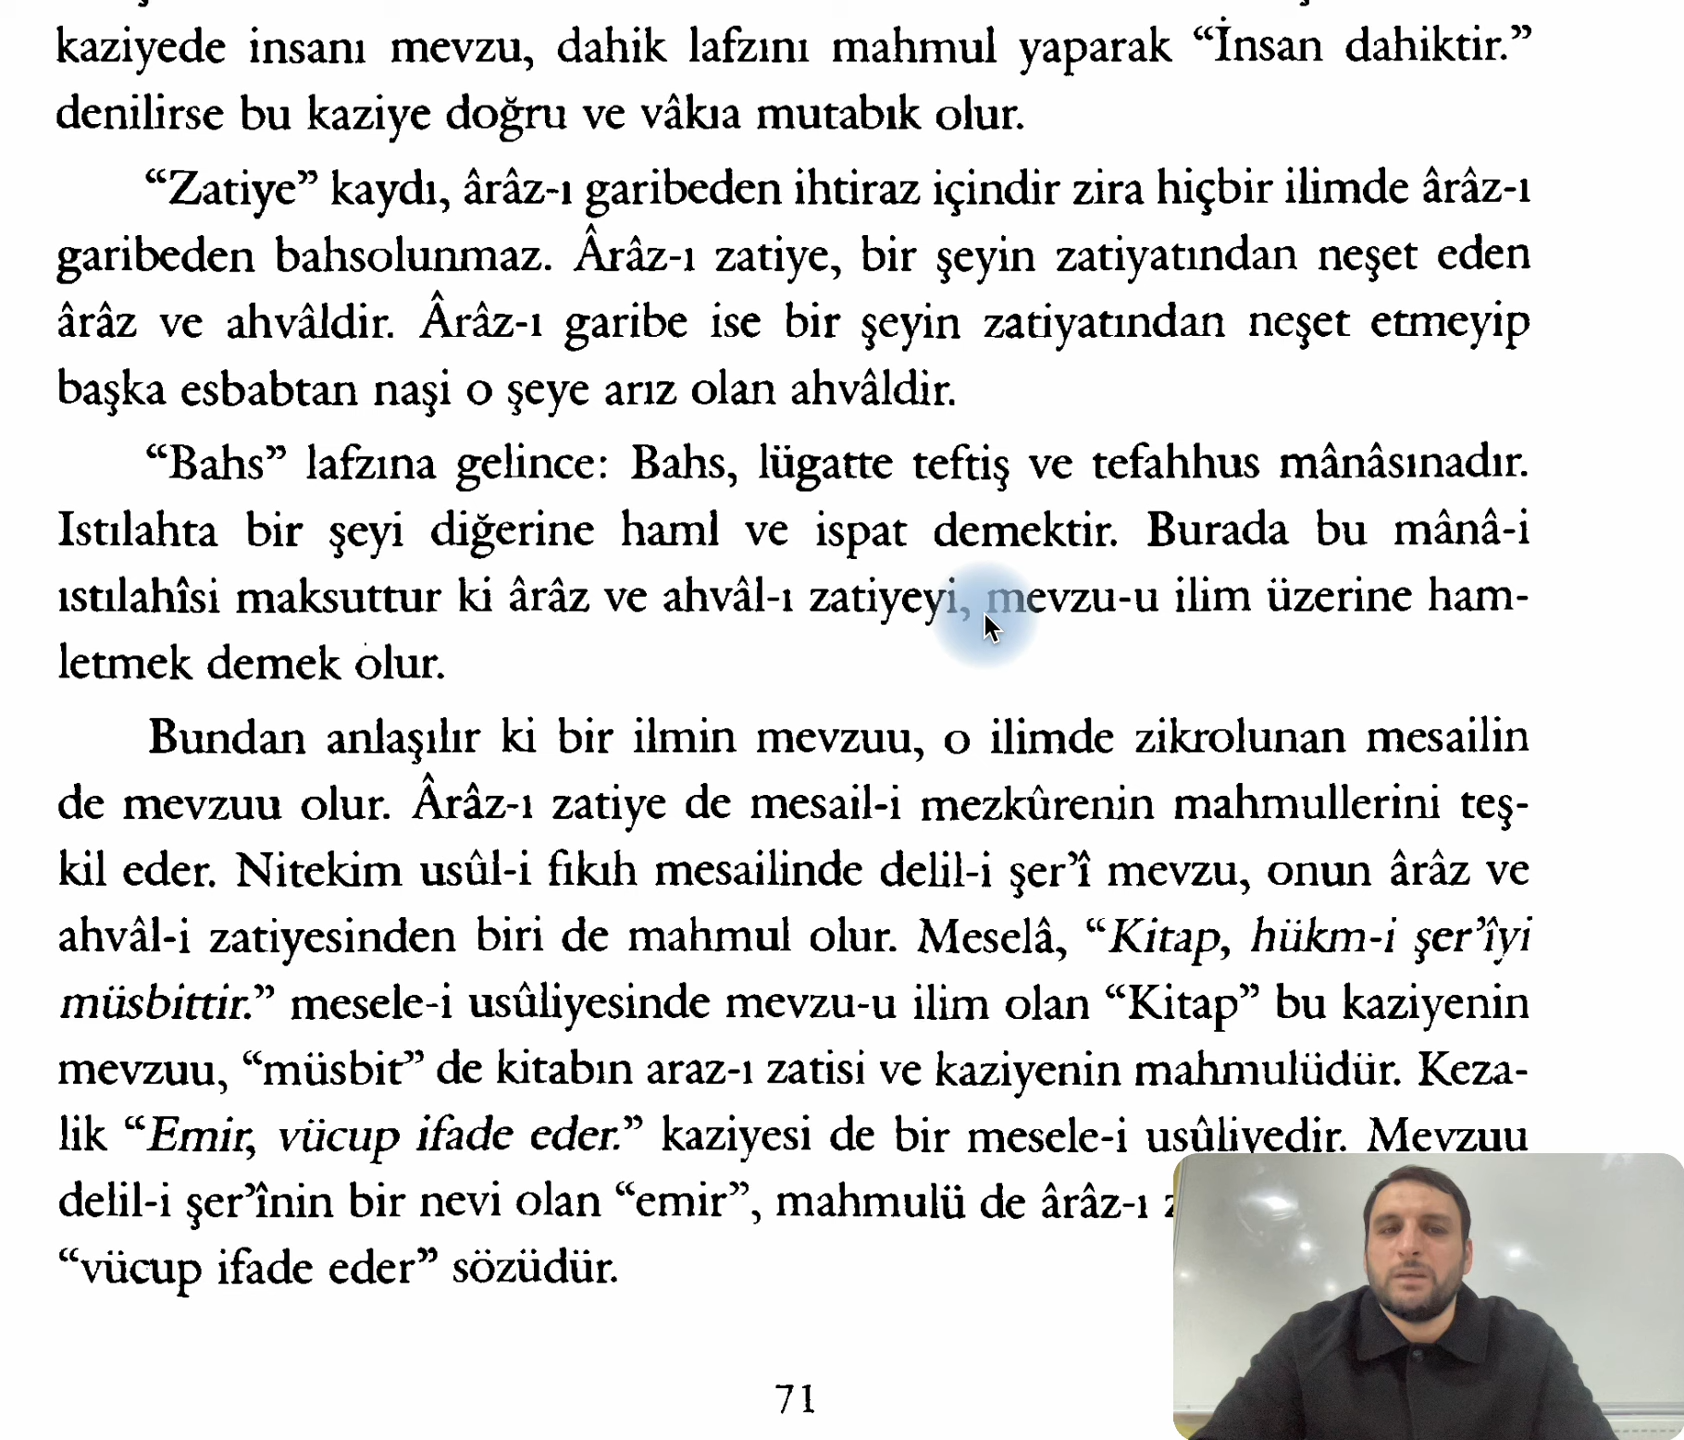 kaziyede insanı mevzu, dahik lafzını mahmul yaparak “İnsan dahiktir.”
denilirse bu kaziye doğru ve vâkıa mutabık olur.
“Zatiye” kaydı, ârâz-ı garibeden ihtiraz içindir zira hiçbir ilimde ârâz-ı
garibeden bahsolunmaz. Ârâz-ı zatiye, bir şeyin zatiyatından neşet eden
ârâz ve ahvâldir. Ârâz-ı garibe ise bir şeyin zatiyatından neşet etmeyip
başka esbabtan naşi o şeye arız olan ahvâldir.
“Bahs” lafzına gelince: Bahs, lügatte teftiş ve tefahhus mânâsınadır.
Istılahta bir şeyi diğerine haml ve ispat demektir. Burada bu mânâ-i
ıstılahîsi maksuttur ki ârâz ve ahvâl-ı zatiyeyi, mevzu-u ilim üzerine ham-
letmek demek olur.
Bundan anlaşılır ki bir ilmin mevzuu, o ilimde zikrolunan mesailin
de mevzuu olur. Ârâz-ı zatiye de mesail-i mezkûrenin mahmullerini teş-
kil eder. Nitekim usûl-i fıkıh mesailinde delil-i şer’î mevzu, onun ârâz ve
ahvâl-i zatiyesinden biri de mahmul olur. Meselâ, “Kitap, hükm-i şer’îyi
müsbittir.” mesele-i usûliyesinde mevzu-u ilim olan “Kitap” bu kaziyenin
mevzuu, “müsbit” de kitabın araz-ı zatisi ve kaziyenin mahmulüdür. Keza-
lik “Emir, vücup ifade eder.” kaziyesi de bir mesele-i usûliyedir. Mevzuu
delil-i şer’înin bir nevi olan “emir”, mahmulü de ârâz-ı
“vücup ifade eder” sözüdür.
71